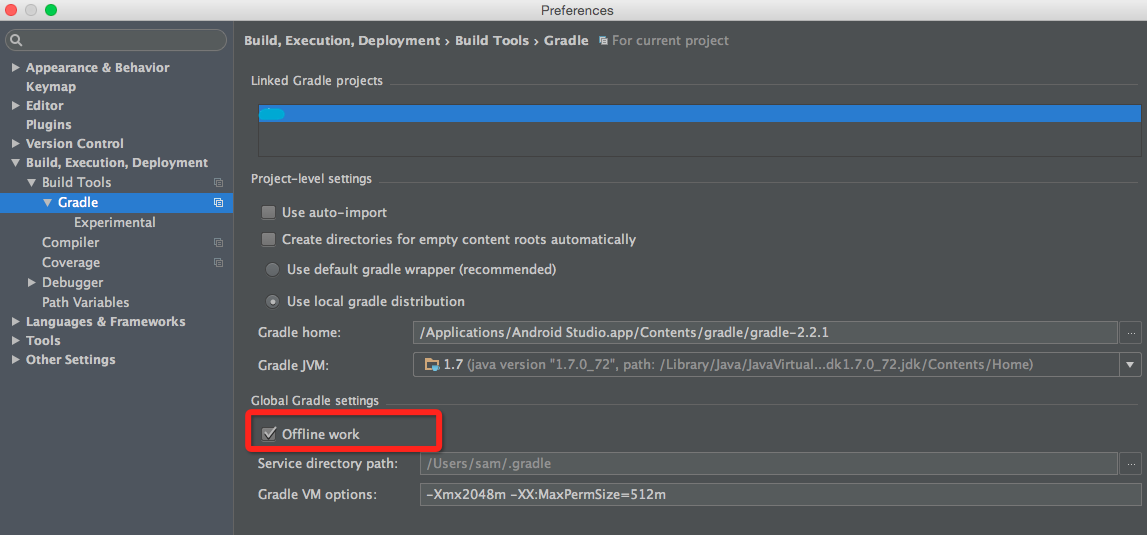 Preferences
Appearance & Behavior
Keymap
Editor
Plugins
Version Control
Build, Execution, Deployment
Build Tools
Gradle
Experimental
Compiler
Coverage
Debugger
Path Variables
Languages & Frameworks
Tools
Other Settings
Build, Execution, Deployment › Build Tools › Gradle For current project
Linked Gradle projects
Project-level settings
Use auto-import
Create directories for empty content roots automatically
Use default gradle wrapper (recommended)
Use local gradle distribution
Gradle home: /Applications/Android Studio.app/Contents/gradle/gradle-2.2.1 ...
Gradle JVM: 1.7 (java version "1.7.0_72", path: /Library/Java/JavaVirtual...dk1.7.0_72.jdk/Contents/Home)
Global Gradle settings
Offline work
Service directory path: /Users/sam/.gradle ...
Gradle VM options: -Xmx2048m -XX:MaxPermSize=512m